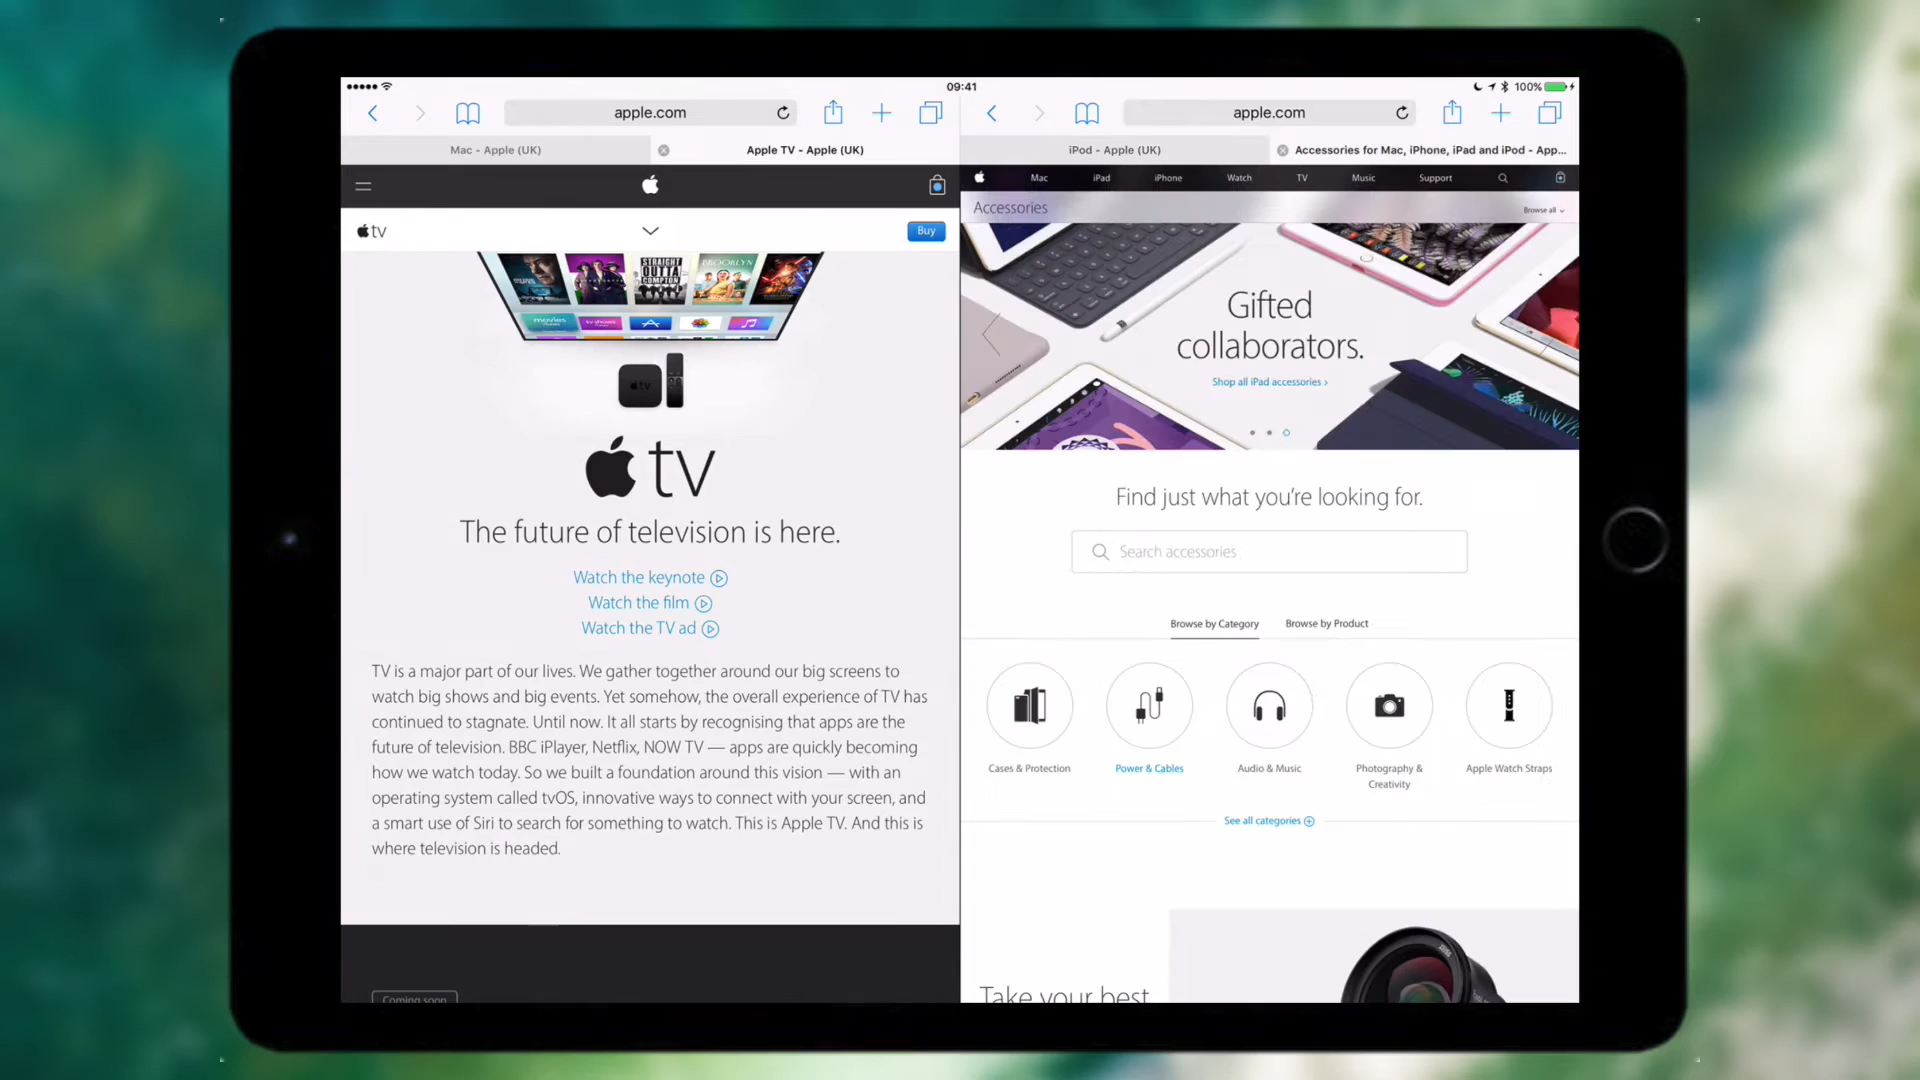 09:41
100%
apple.com
Mac - Apple (UK)
Apple TV - Apple (UK)
tv
Buy
STRAIGHT
OUTTA
COMPTON
BROOKLYN
movies
tv shows
tv
tv
The future of television is here.
Watch the keynote
Watch the film
Watch the TV ad
TV is a major part of our lives. We gather together around our big screens to
watch big shows and big events. Yet somehow, the overall experience of TV has
continued to stagnate. Until now. It all starts by recognising that apps are the
future of television. BBC iPlayer, Netflix, NOW TV — apps are quickly becoming
how we watch today. So we built a foundation around this vision — with an
operating system called tvOS, innovative ways to connect with your screen, and
a smart use of Siri to search for something to watch. This is Apple TV. And this is
where television is headed.
Coming soon
apple.com
iPod - Apple (UK)
Accessories for Mac, iPhone, iPad and iPod - App...
Mac iPad iPhone Watch TV Music Support
Accessories
Browse all
Gifted
collaborators.
Shop all iPad accessories ›
Find just what you’re looking for.
Search accessories
Browse by Category Browse by Product
Cases & Protection
Power & Cables
Audio & Music
Photography &
Creativity
Apple Watch Straps
See all categories
Take your best